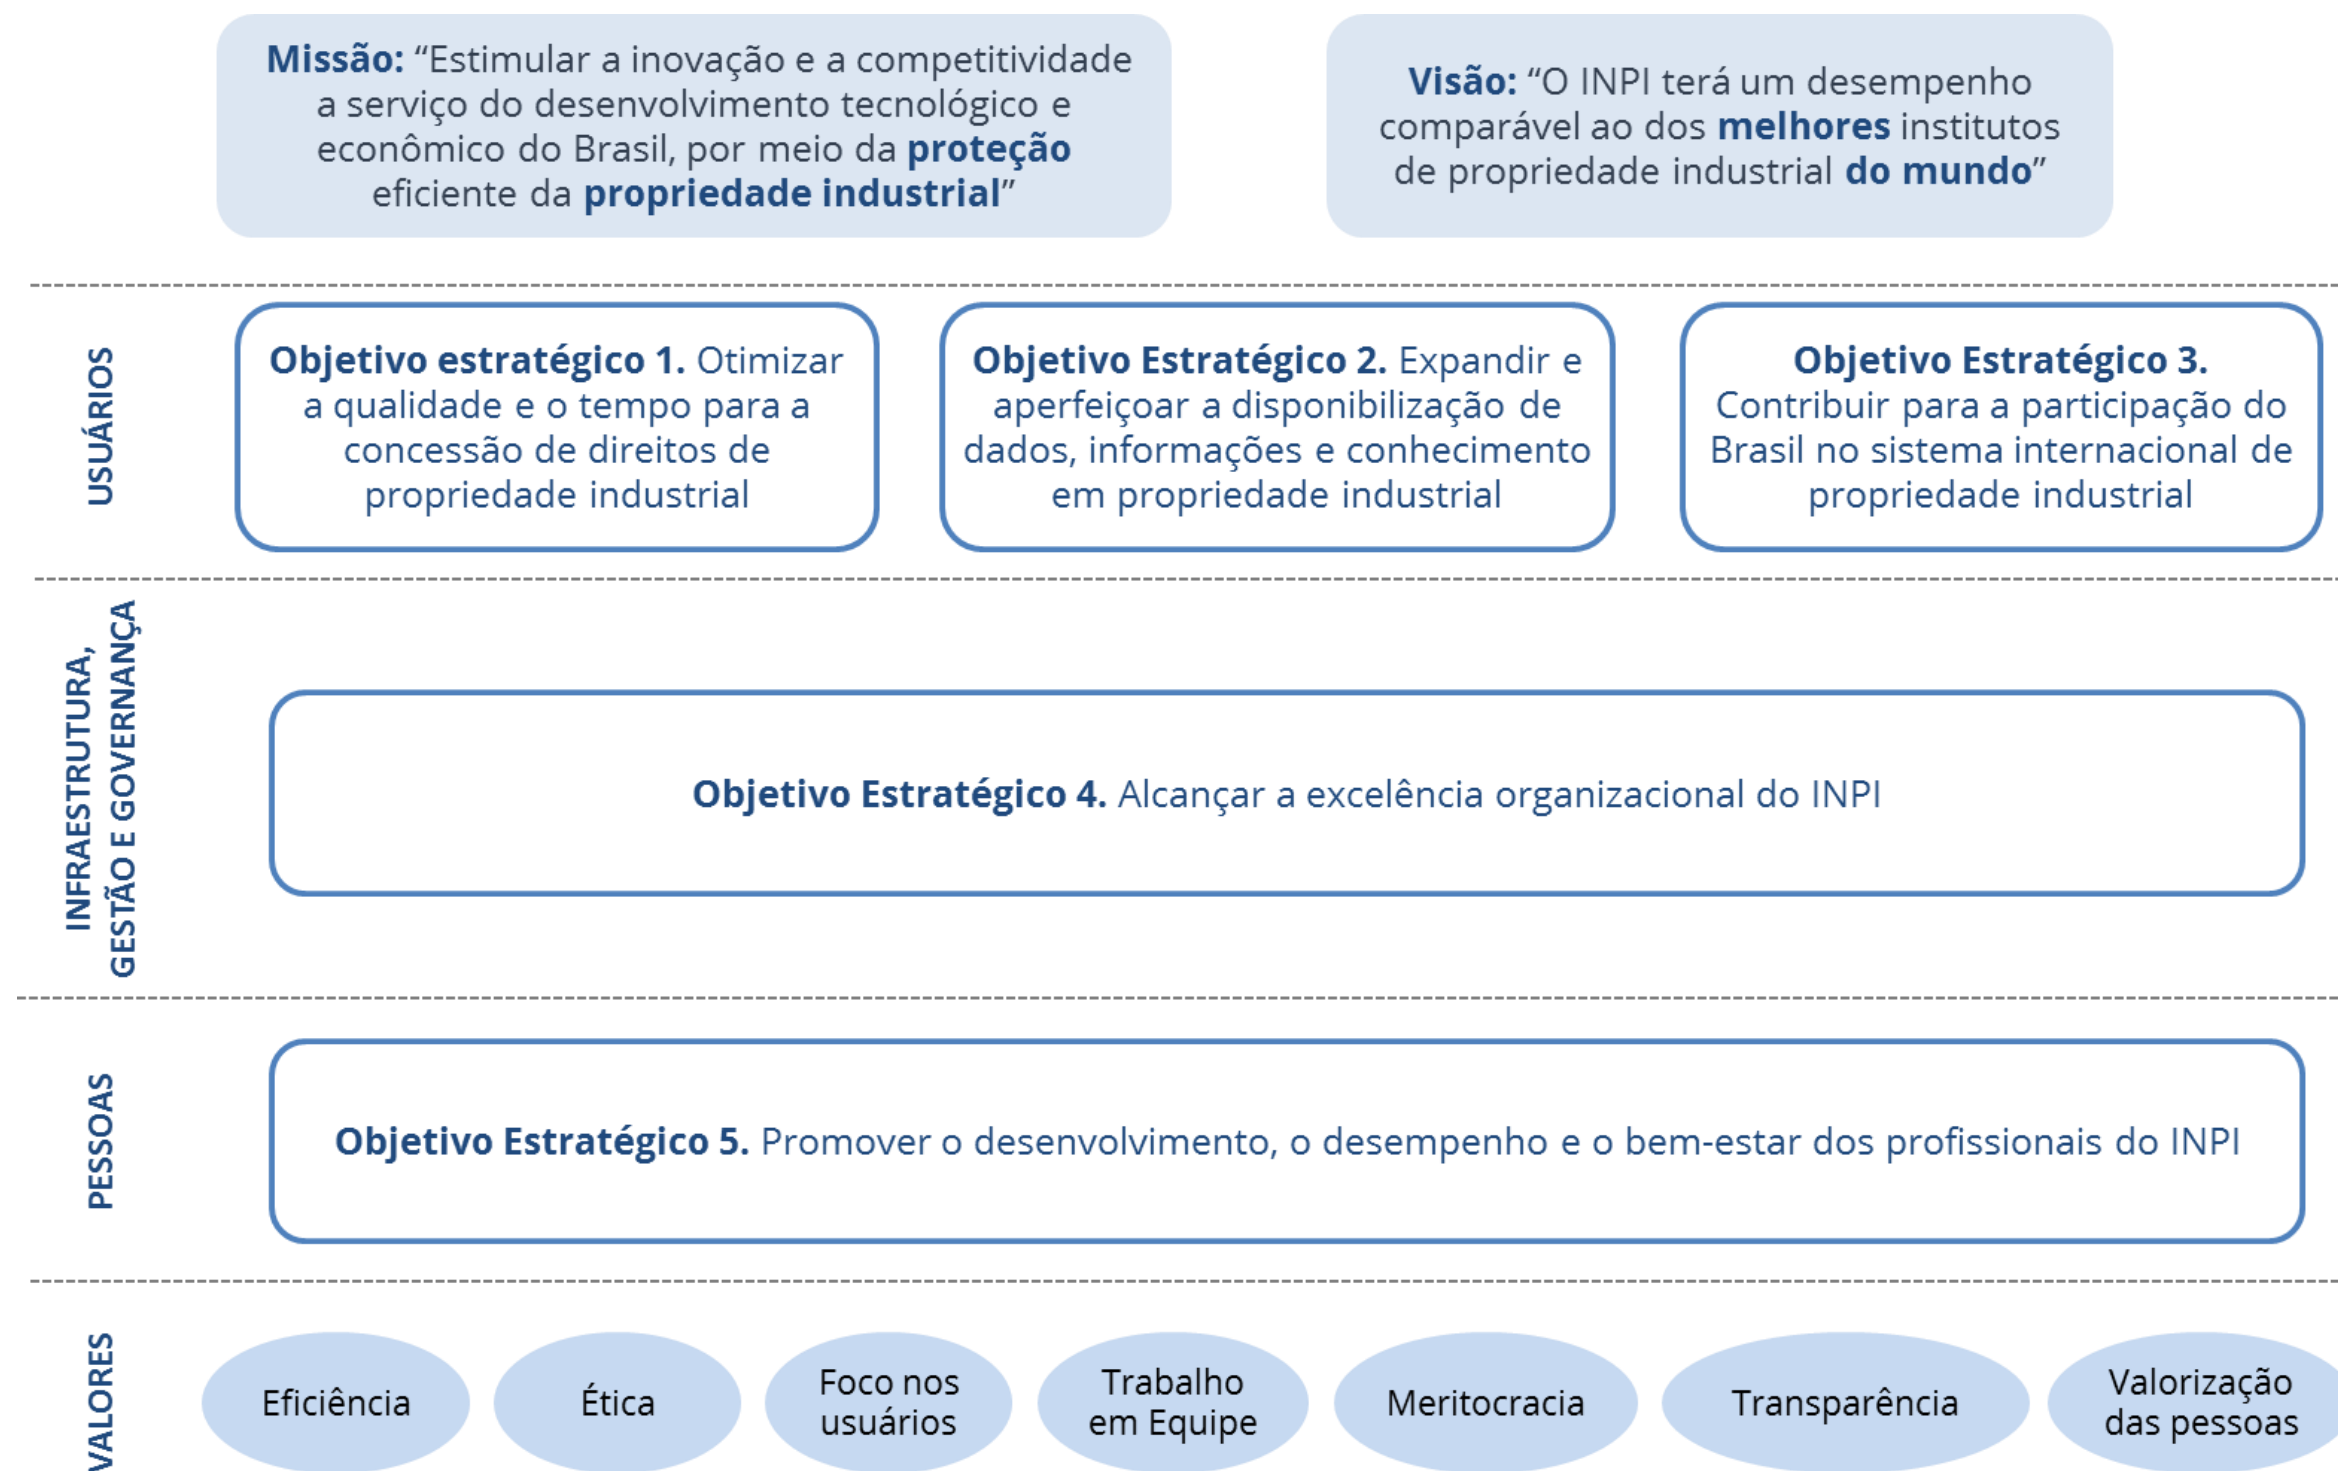 Missão: “Estimular a inovação e a competitividade
a serviço do desenvolvimento tecnológico e
econômico do Brasil, por meio da proteção
eficiente da propriedade industrial”
Visão: “O INPI terá um desempenho
comparável ao dos melhores institutos
de propriedade industrial do mundo”
USUÁRIOS
Objetivo estratégico 1. Otimizar
a qualidade e o tempo para a
concessão de direitos de
propriedade industrial
Objetivo Estratégico 2. Expandir e
aperfeiçoar a disponibilização de
dados, informações e conhecimento
em propriedade industrial
Objetivo Estratégico 3.
Contribuir para a participação do
Brasil no sistema internacional de
propriedade industrial
INFRAESTRUTURA,
GESTÃO E GOVERNANÇA
Objetivo Estratégico 4. Alcançar a excelência organizacional do INPI
PESSOAS
Objetivo Estratégico 5. Promover o desenvolvimento, o desempenho e o bem-estar dos profissionais do INPI
VALORES
Eficiência
Ética
Foco nos
usuários
Trabalho
em Equipe
Meritocracia
Transparência
Valorização
das pessoas